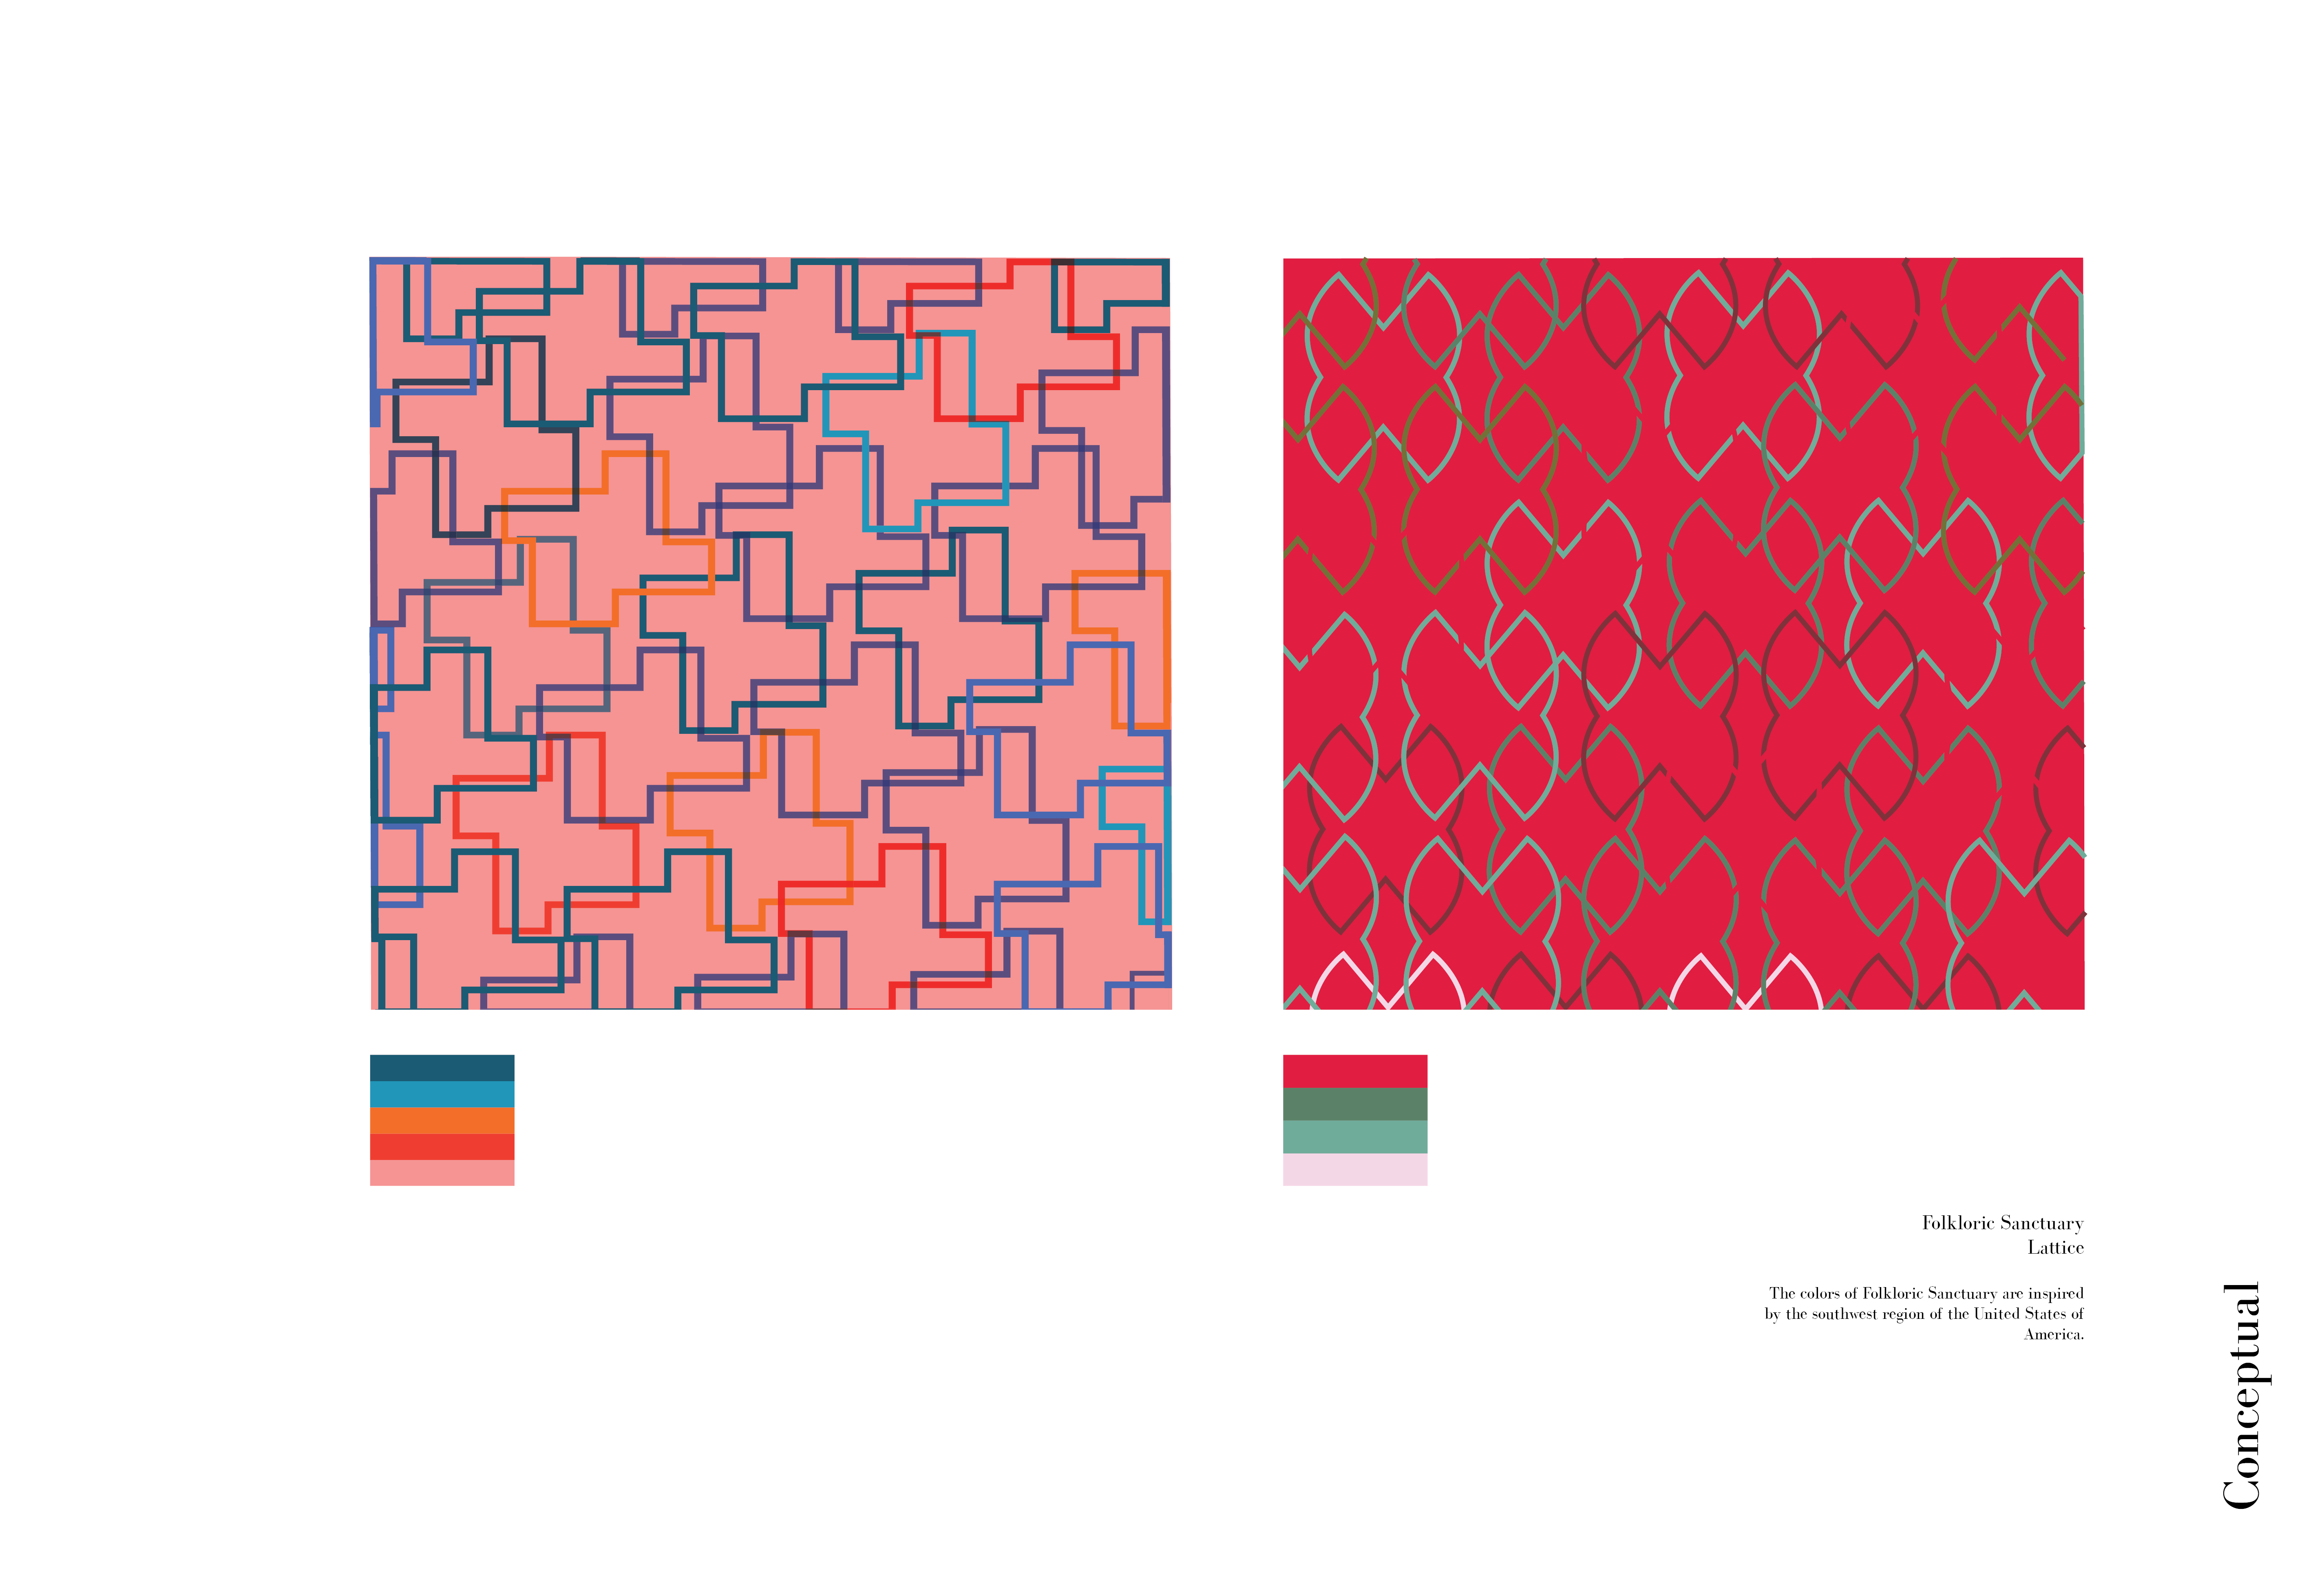 Folkloric Sanctuary
Lattice
The colors of Folkloric Sanctuary are inspired
by the southwest region of the United States of
America.
Conceptual